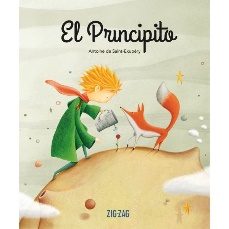 El Principito
Antoine de Saint-Exupéry
ZIG-ZAG